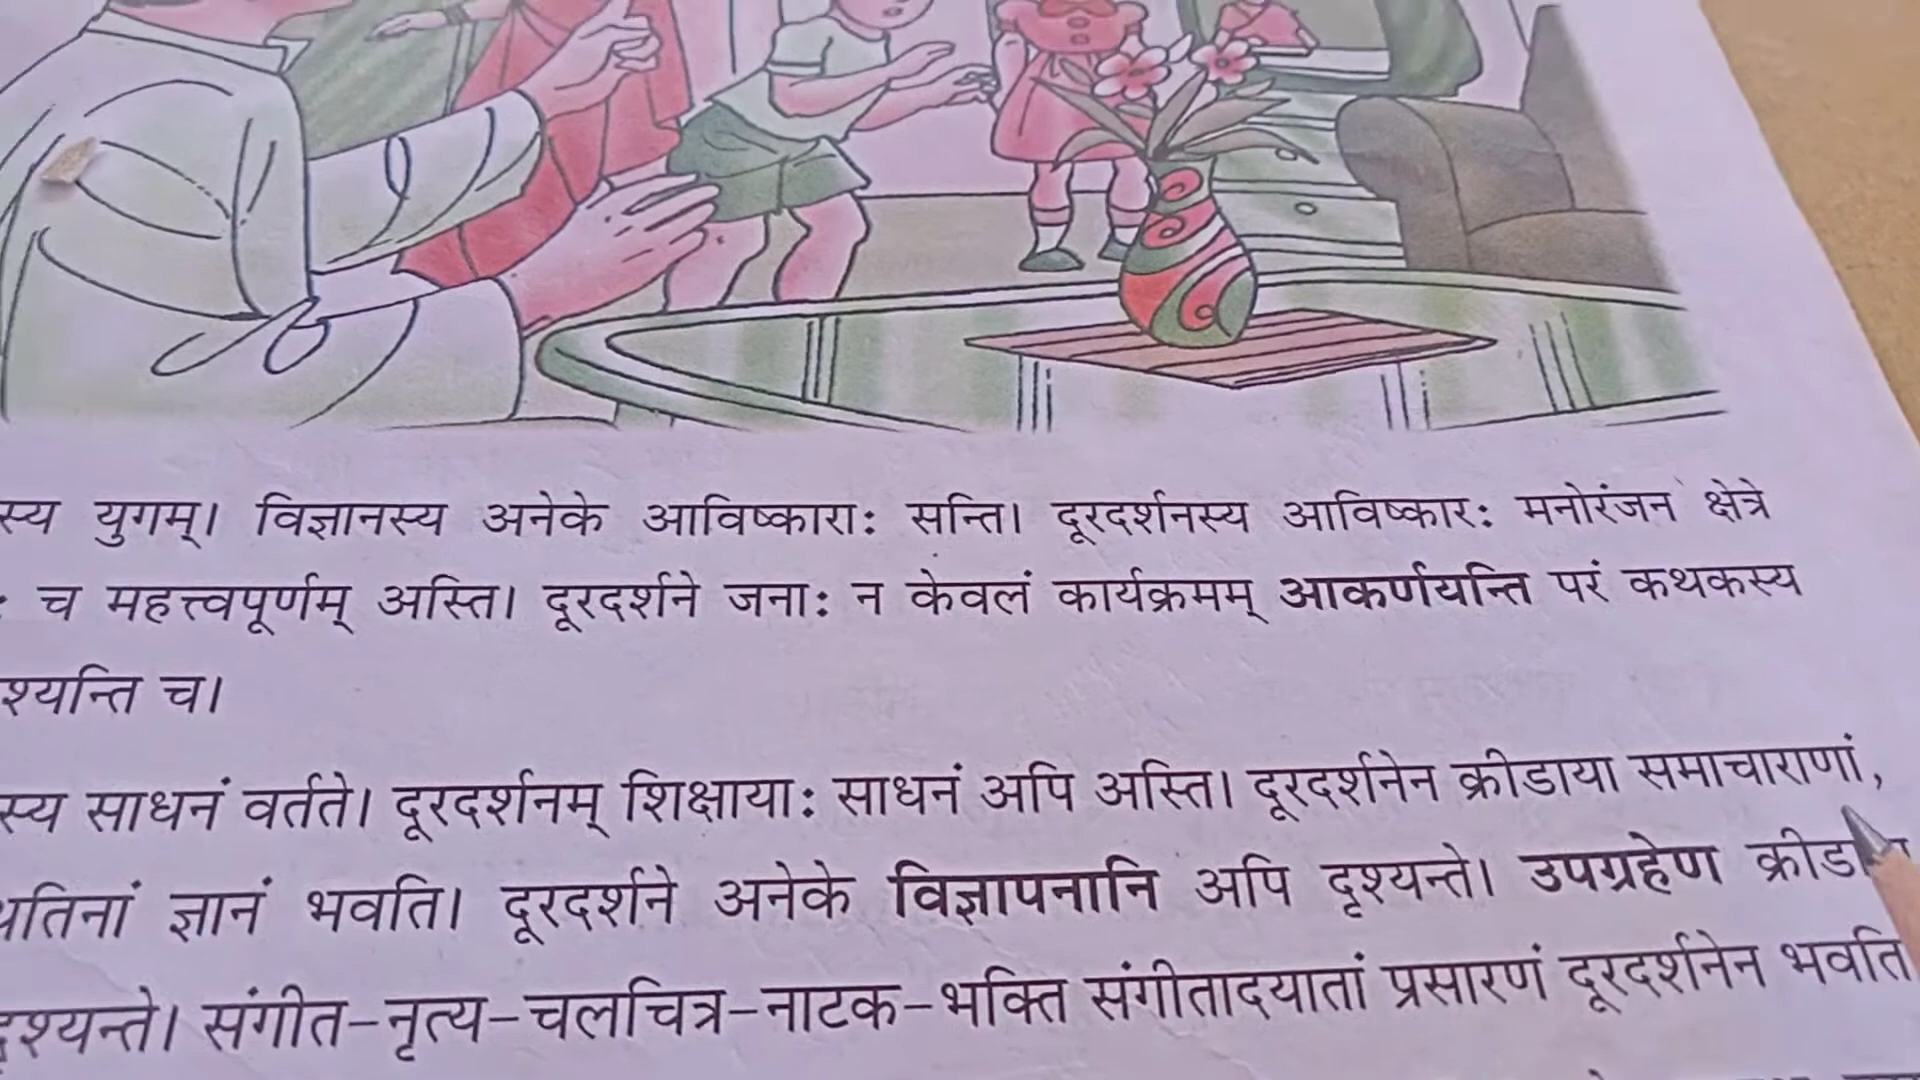 स्य युगम्। विज्ञानस्य अनेके आविष्काराः सन्ति। दूरदर्शनस्य आविष्कारः मनोरंजन क्षेत्रे
च महत्त्वपूर्णम् अस्ति। दूरदर्शने जनाः न केवलं कार्यक्रमम् आकर्णयन्ति परं कथकस्य
श्यन्ति च।
स्य साधनं वर्तते। दूरदर्शनम् शिक्षायाः साधनं अपि अस्ति। दूरदर्शनेन क्रीडाया समाचाराणां,
थतिनां ज्ञानं भवति। दूरदर्शने अनेके विज्ञापनानि अपि दृश्यन्ते। उपग्रहेण
दृश्यन्ते। संगीत-नृत्य-चलचित्र-नाटक-भक्ति संगीतादयातां प्रसारणं दूरदर्शनेन भवति